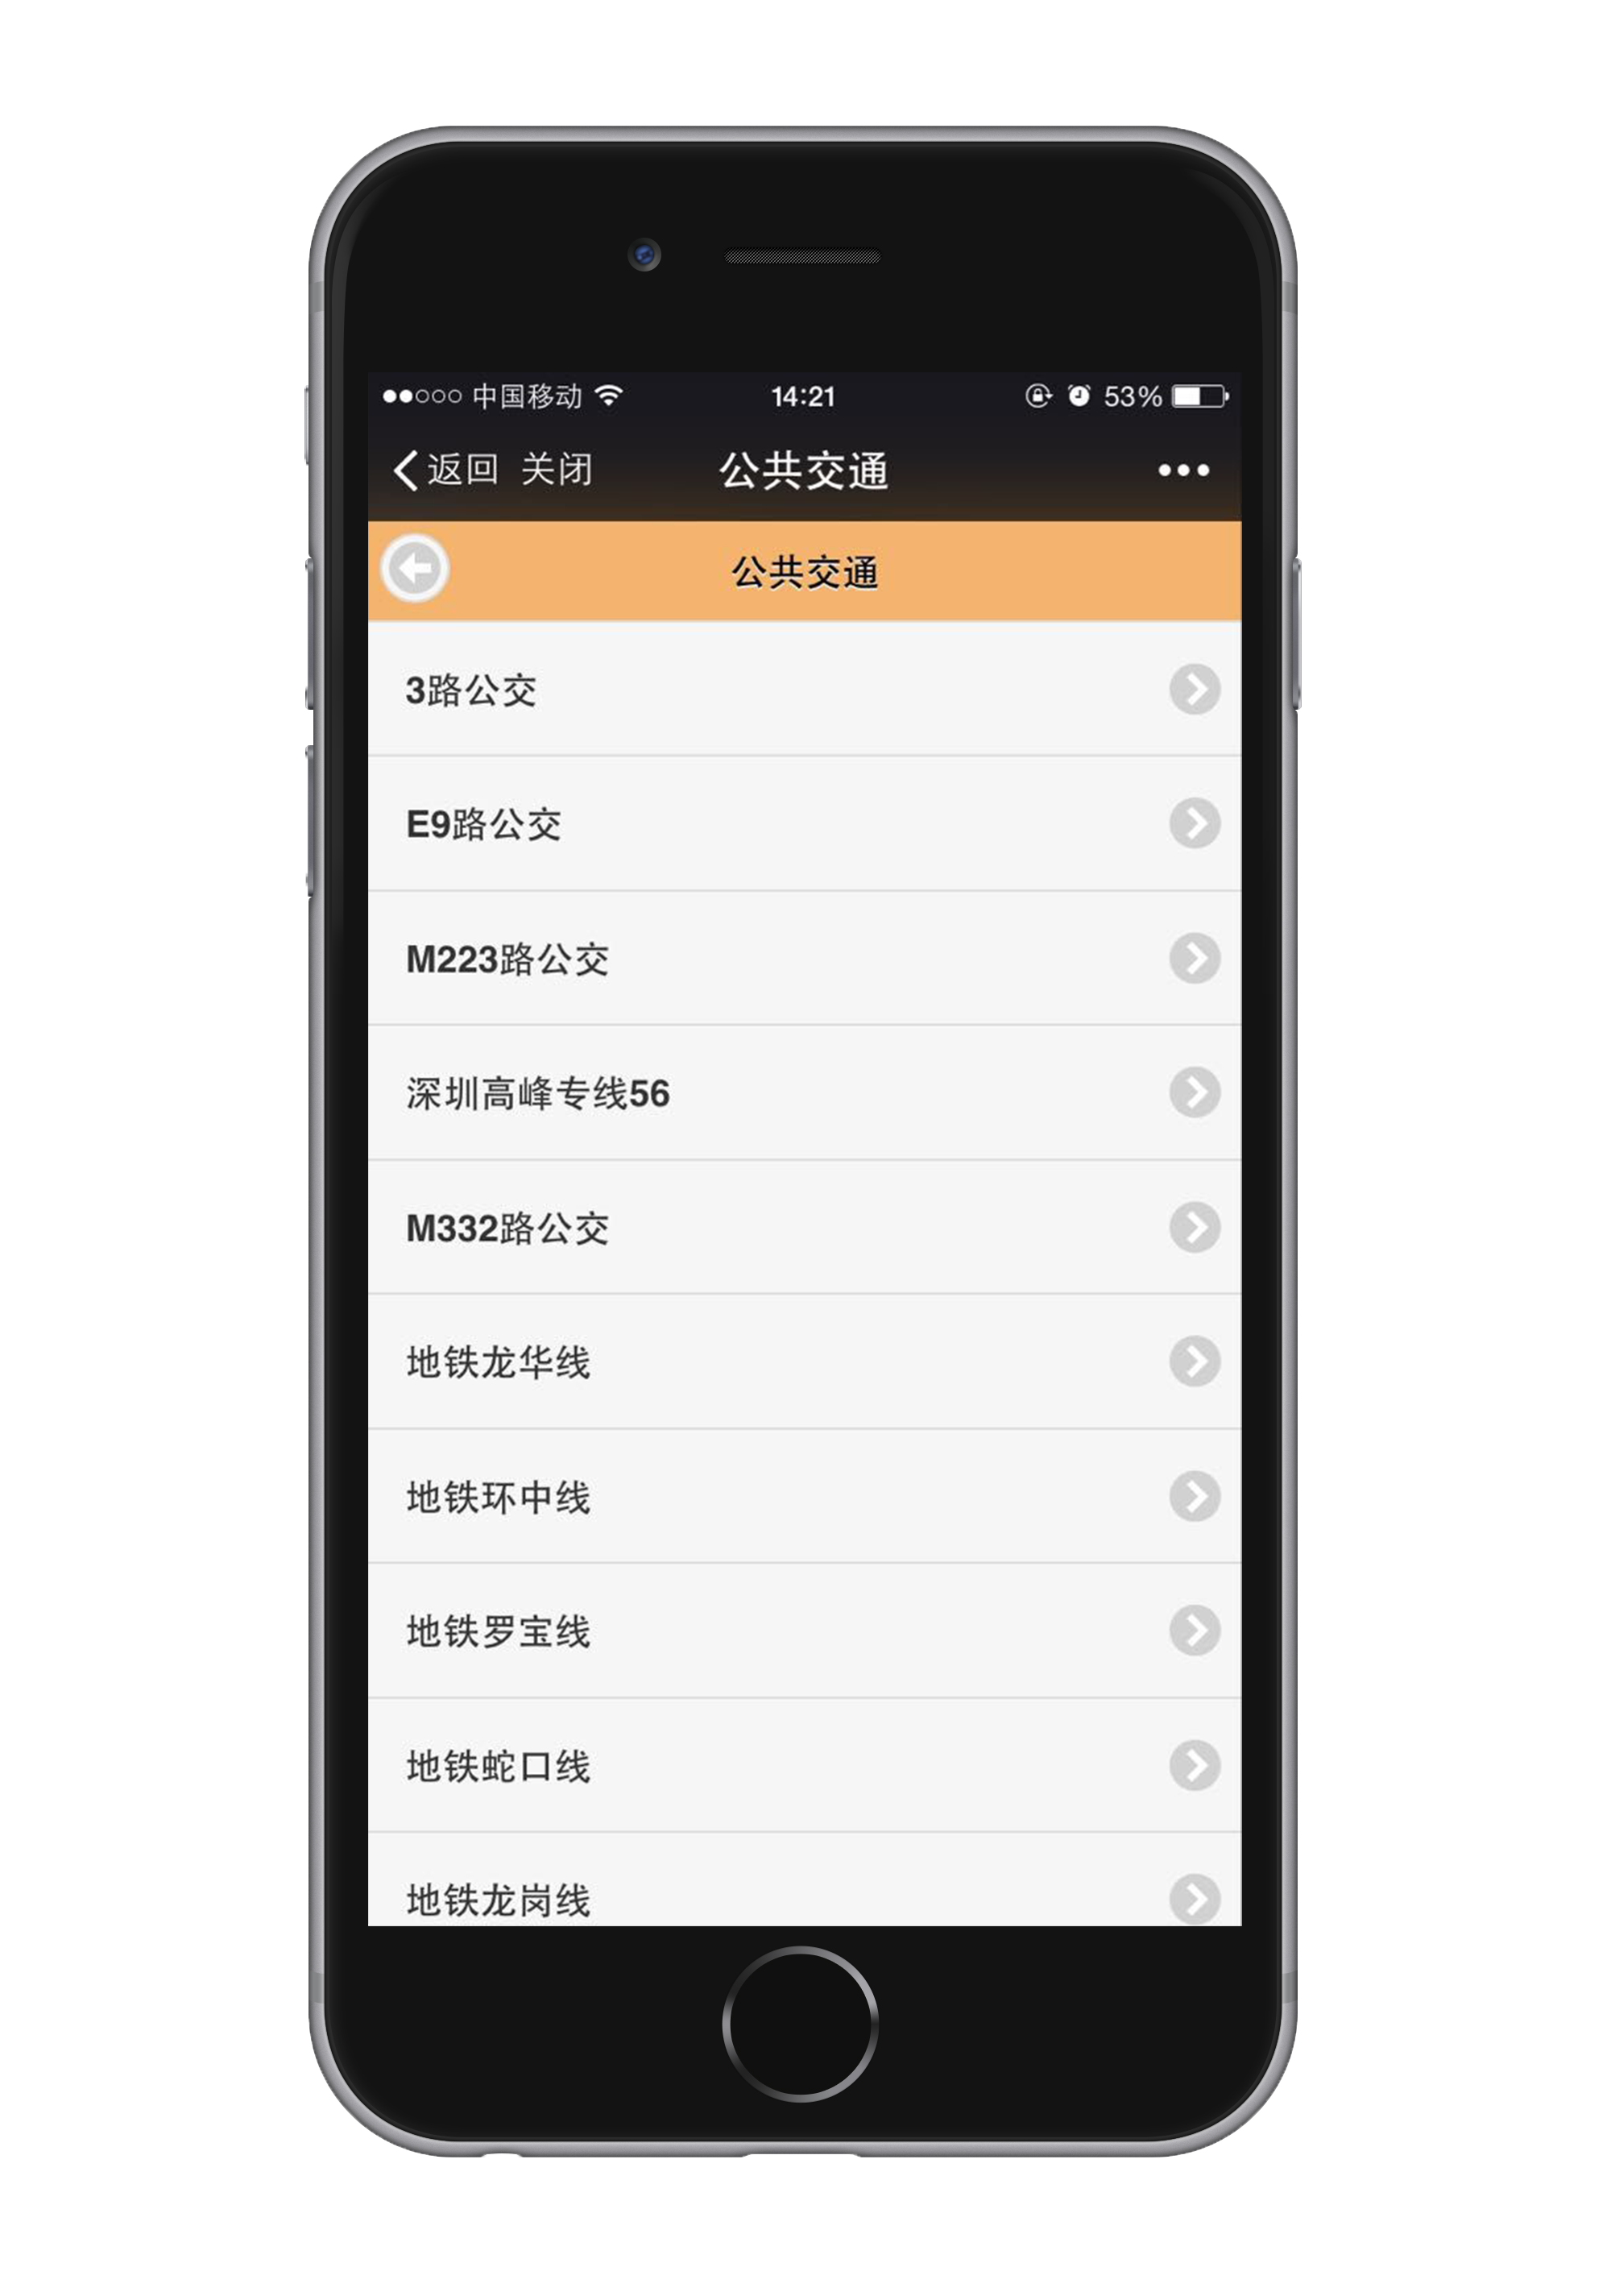 中国移动 14:21 53%
返回 关闭 公共交通
公共交通
3路公交
E9路公交
M223路公交
深圳高峰专线56
M332路公交
地铁龙华线
地铁环中线
地铁罗宝线
地铁蛇口线
地铁龙岗线